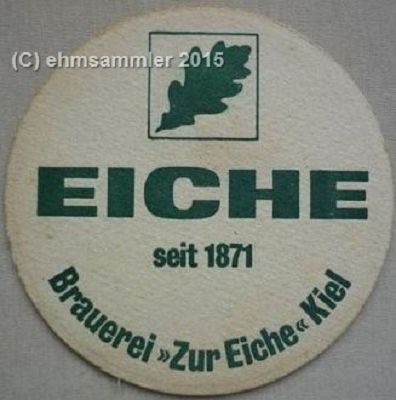 (C) ehmsammler 2015
EICHE
seit 1871
Brauerei »Zur Eiche« Kiel